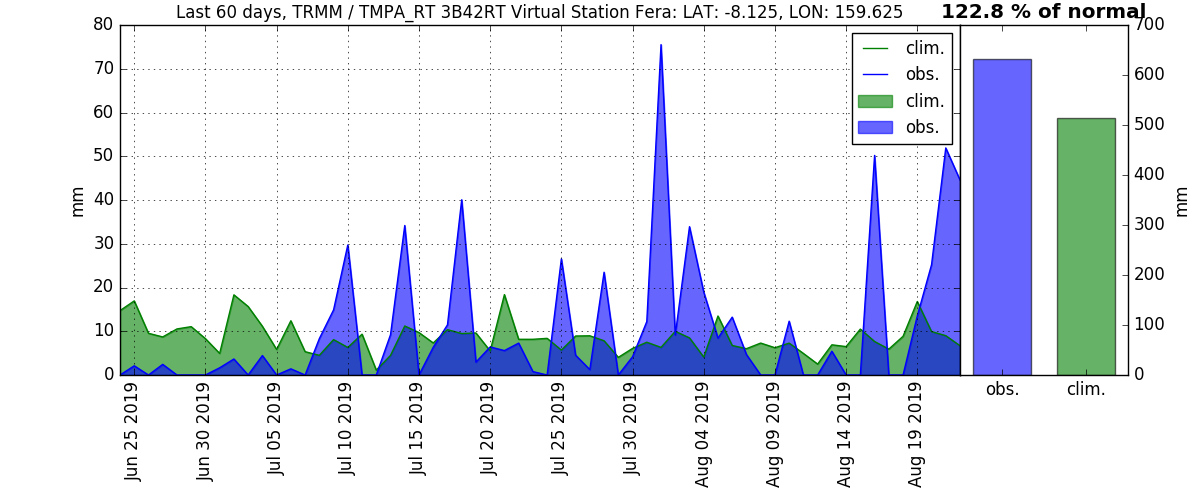 Last 60 days, TRMM / TMPA_RT 3B42RT Virtual Station Fera: LAT: -8.125, LON: 159.625
122.8 % of normal
80
70
60
50
40
30
20
10
0
mm
clim.
obs.
clim.
obs.
Jun 25 2019
Jun 30 2019
Jul 05 2019
Jul 10 2019
Jul 15 2019
Jul 20 2019
Jul 25 2019
Jul 30 2019
Aug 04 2019
Aug 09 2019
Aug 14 2019
Aug 19 2019
700
600
500
400
300
200
100
0
mm
obs.
clim.